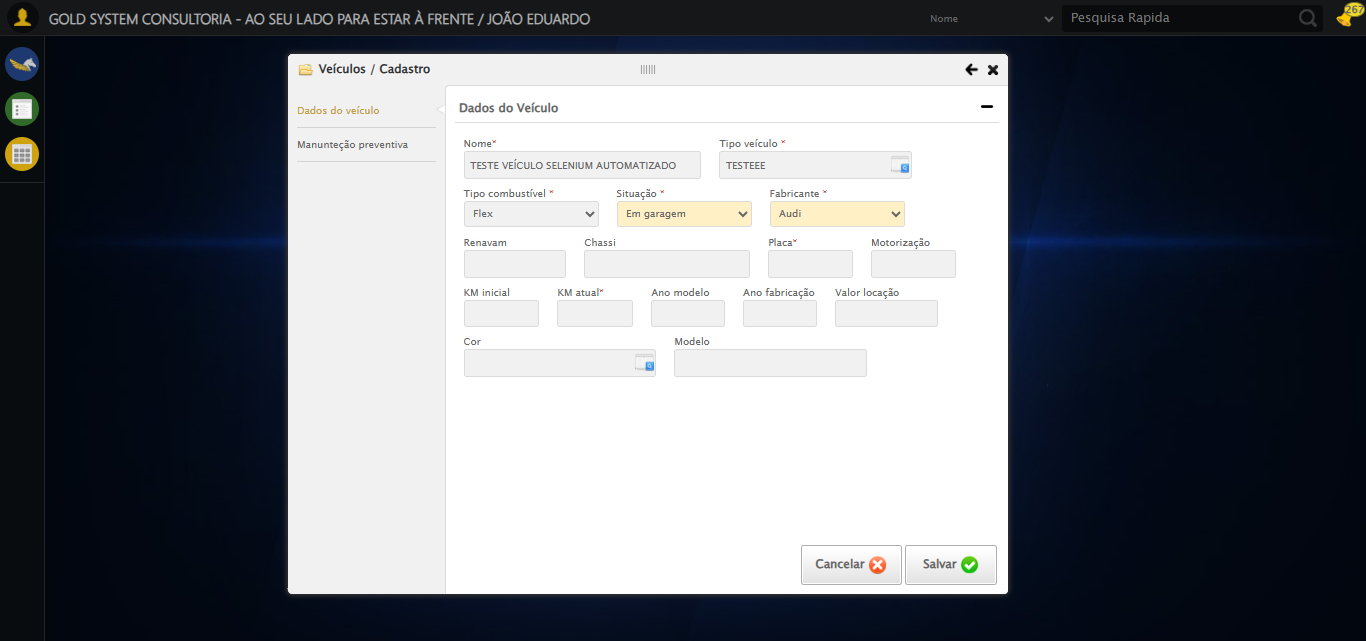 GOLD SYSTEM CONSULTORIA - AO SEU LADO PARA ESTAR À FRENTE / JOÃO EDUARDO
Nome
Pesquisa Rapida
267
Veículos / Cadastro
Dados do veículo
Manunteção preventiva
Dados do Veículo
Nome* Tipo veículo *
TESTE VEÍCULO SELENIUM AUTOMATIZADO TESTEEE
Tipo combustível * Situação * Fabricante *
Flex Em garagem Audi
Renavam Chassi Placa* Motorização
KM inicial KM atual* Ano modelo Ano fabricação Valor locação
Cor Modelo
Cancelar Salvar